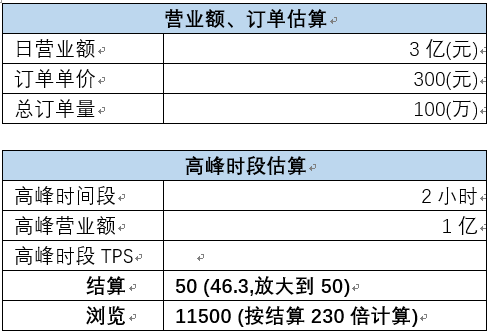 营业额、订单估算
日营业额 3 亿(元)
订单单价 300(元)
总订单量 100(万)
高峰时段估算
高峰时间段 2 小时
高峰营业额 1 亿
高峰时段 TPS
结算 50 (46.3,放大到 50)
浏览 11500 (按结算 230 倍计算)